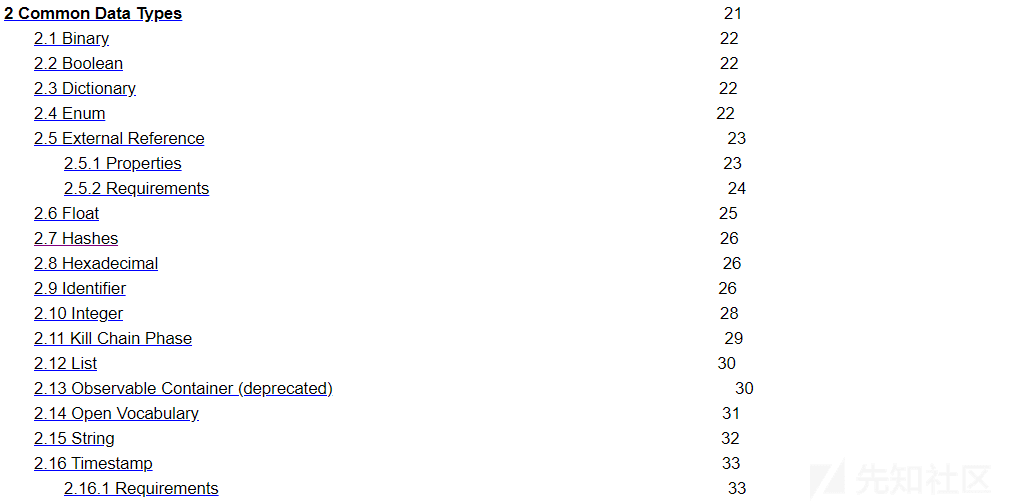 2 Common Data Types 21
2.1 Binary 22
2.2 Boolean 22
2.3 Dictionary 22
2.4 Enum 22
2.5 External Reference 23
2.5.1 Properties 23
2.5.2 Requirements 24
2.6 Float 25
2.7 Hashes 26
2.8 Hexadecimal 26
2.9 Identifier 26
2.10 Integer 28
2.11 Kill Chain Phase 29
2.12 List 30
2.13 Observable Container (deprecated) 30
2.14 Open Vocabulary 31
2.15 String 32
2.16 Timestamp 33
2.16.1 Requirements 33
先知社区